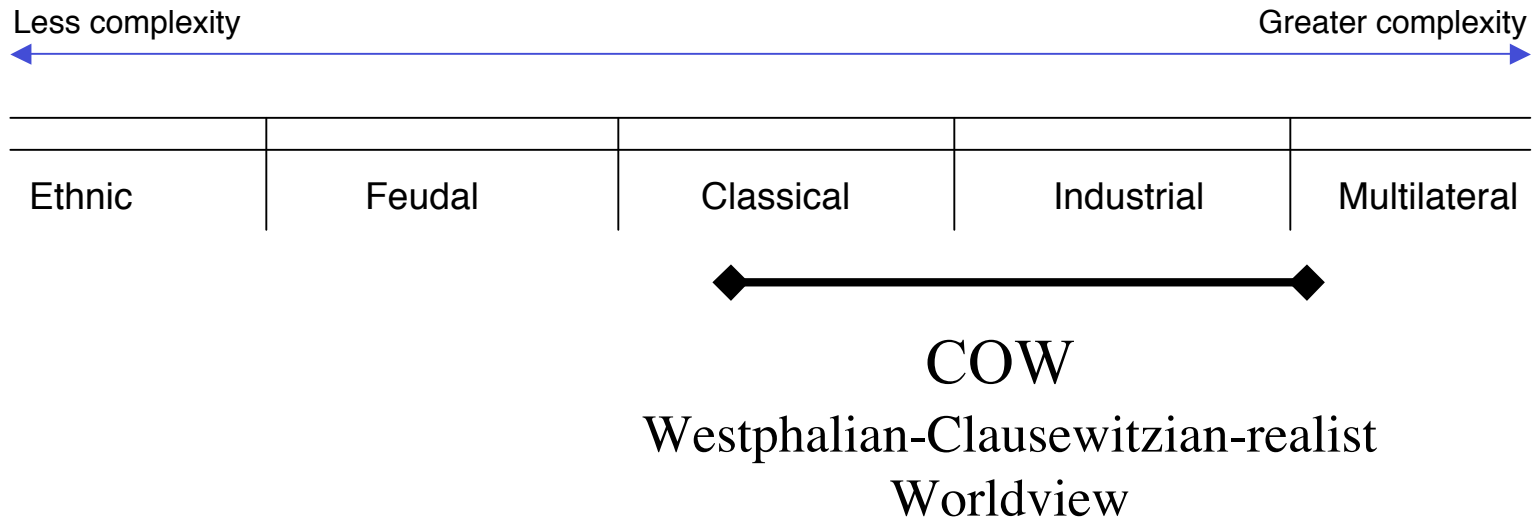 Less complexity Greater complexity
Ethnic Feudal Classical Industrial Multilateral
COW
Westphalian-Clausewitzian-realist
Worldview